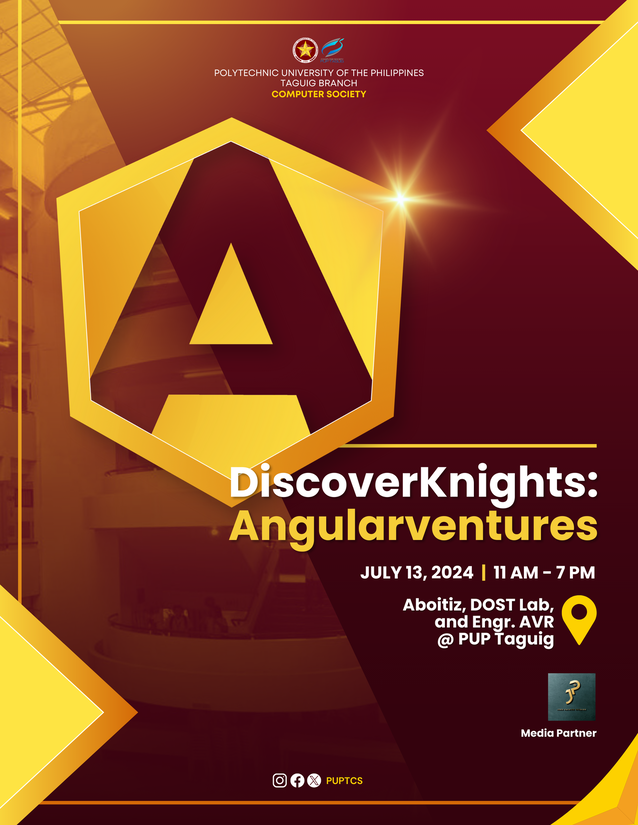 POLYTECHNIC UNIVERSITY OF THE PHILIPPINES
TAGUIG BRANCH
COMPUTER SOCIETY
A
DiscoverKnights:
Angularventures
JULY 13, 2024 | 11 AM - 7 PM
Aboitiz, DOST Lab,
and Engr. AVR
@ PUP Taguig
JP
Media Partner
PUPTCS